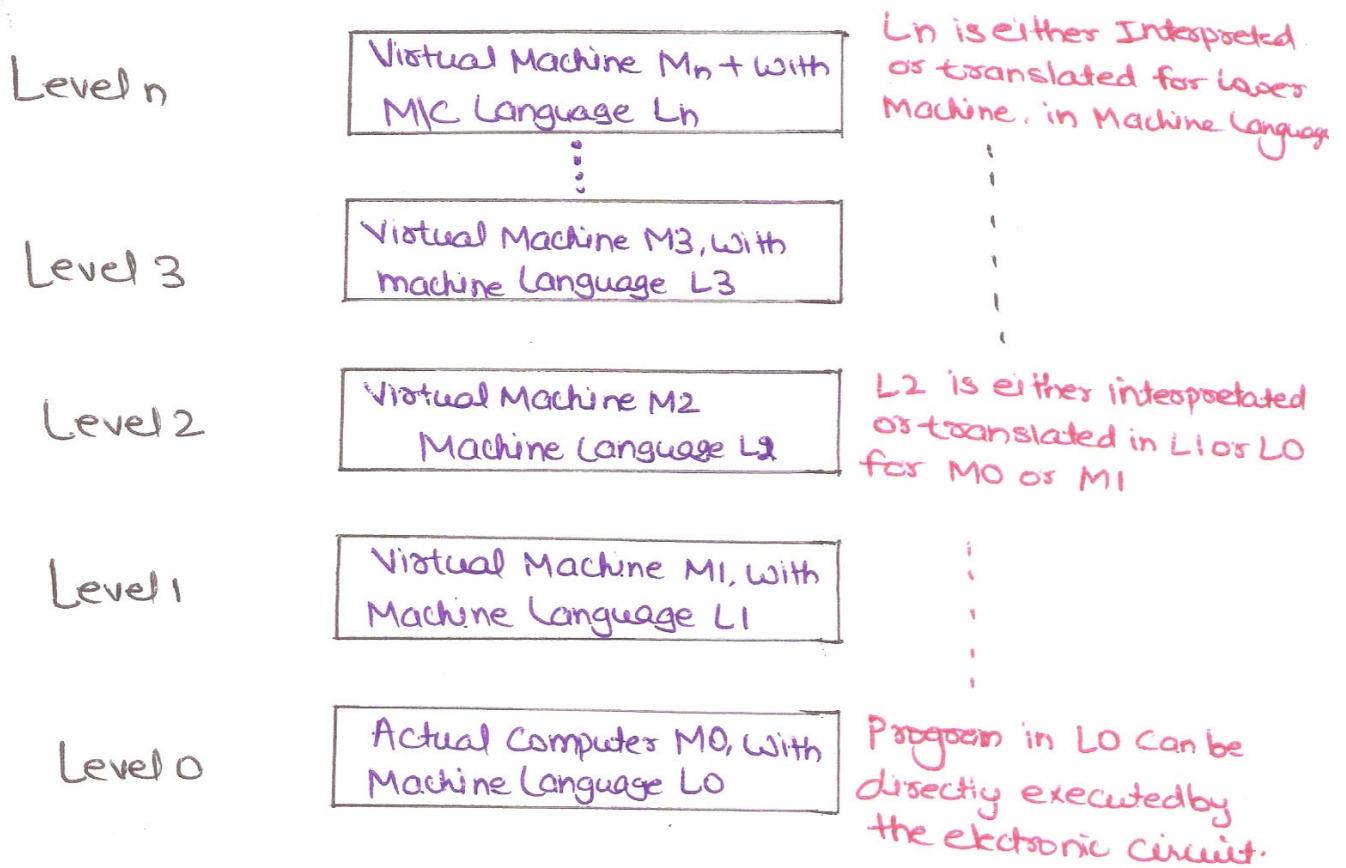 Level n
Virtual Machine Mn + With
M/C Language Ln
Ln is either Interpreted
or translated for lower
Machine. in Machine Language
Level 3
Virtual Machine M3, With
machine Language L3
Level 2
Virtual Machine M2
Machine Language L2
L2 is either interpretated
or translated in L1 or L0
for M0 or M1
Level 1
Virtual Machine M1, With
Machine Language L1
Level 0
Actual Computer M0, With
Machine Language L0
Program in L0 Can be
directly executed by
the electronic circuit.